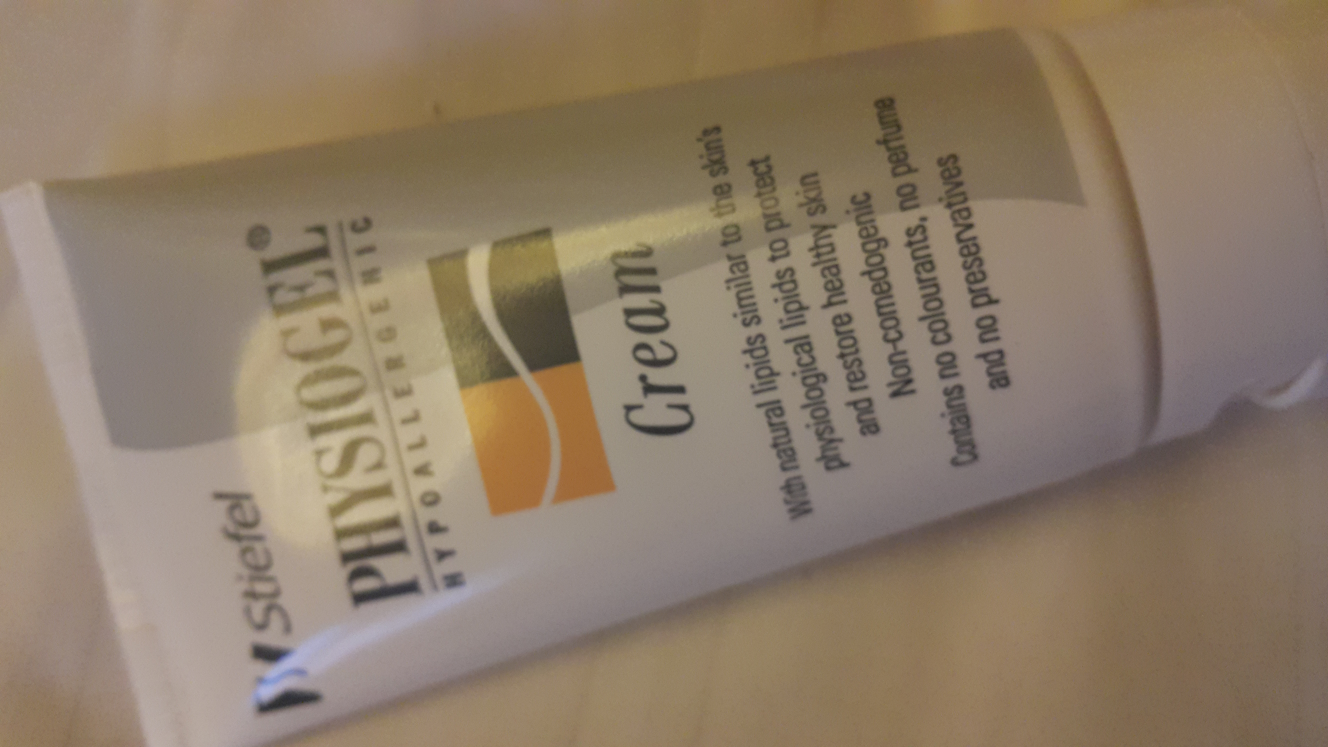 Stiefel
PHYSIOGEL®
HYPOALLERGENIC
Cream
With natural lipids similar to the skin's
physiological lipids to protect
and restore healthy skin
Non-comedogenic
Contains no colourants, no perfume
and no preservatives